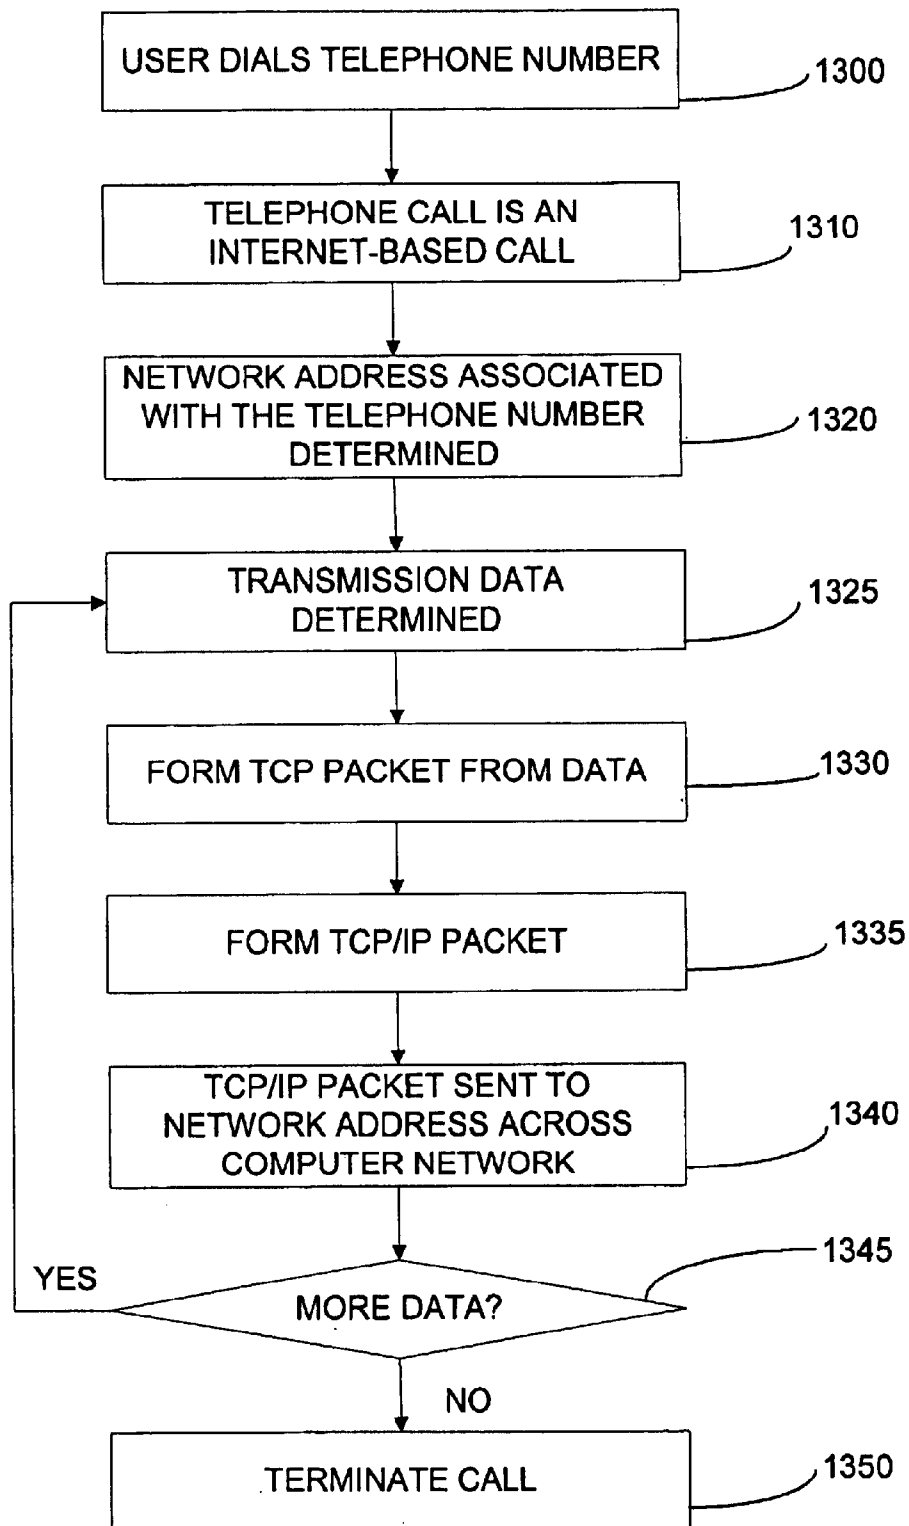 USER DIALS TELEPHONE NUMBER
1300
TELEPHONE CALL IS AN
INTERNET-BASED CALL
1310
NETWORK ADDRESS ASSOCIATED
WITH THE TELEPHONE NUMBER
DETERMINED
1320
TRANSMISSION DATA
DETERMINED
1325
FORM TCP PACKET FROM DATA
1330
FORM TCP/IP PACKET
1335
TCP/IP PACKET SENT TO
NETWORK ADDRESS ACROSS
COMPUTER NETWORK
1340
1345
YES
MORE DATA?
NO
TERMINATE CALL
1350